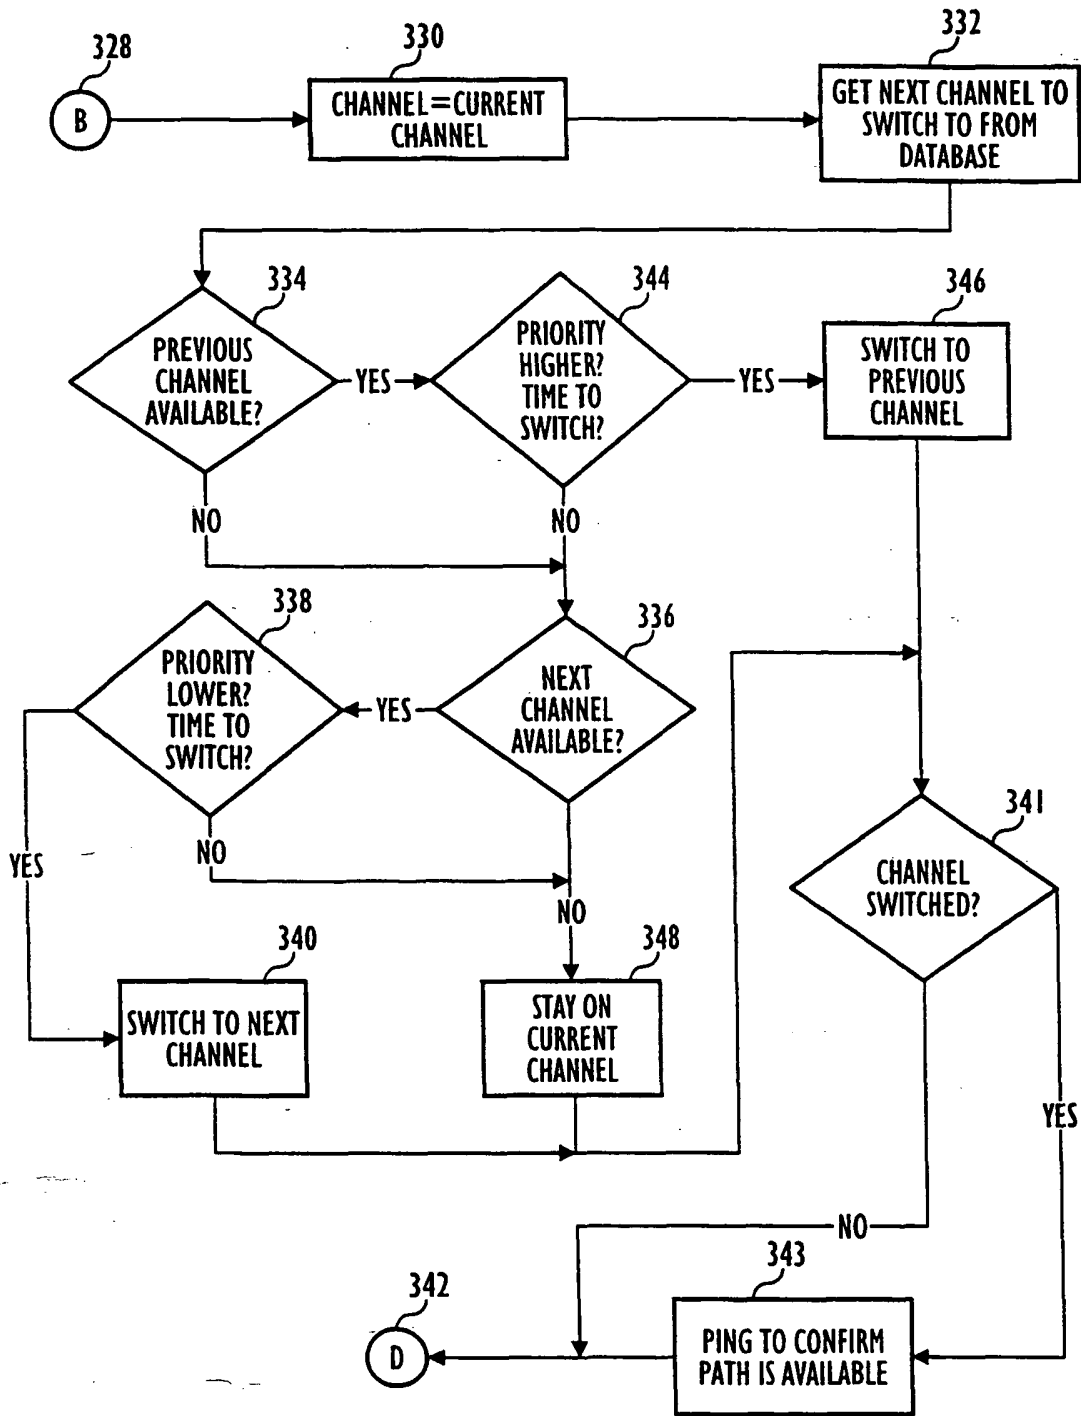 328
B
330
CHANNEL=CURRENT
CHANNEL
332
GET NEXT CHANNEL TO
SWITCH TO FROM
DATABASE
334
PREVIOUS
CHANNEL
AVAILABLE?
YES
NO
344
PRIORITY
HIGHER?
TIME TO
SWITCH?
YES
NO
346
SWITCH TO
PREVIOUS
CHANNEL
338
PRIORITY
LOWER?
TIME TO
SWITCH?
YES
NO
336
NEXT
CHANNEL
AVAILABLE?
YES
NO
341
CHANNEL
SWITCHED?
YES
NO
340
SWITCH TO NEXT
CHANNEL
348
STAY ON
CURRENT
CHANNEL
342
D
343
PING TO CONFIRM
PATH IS AVAILABLE